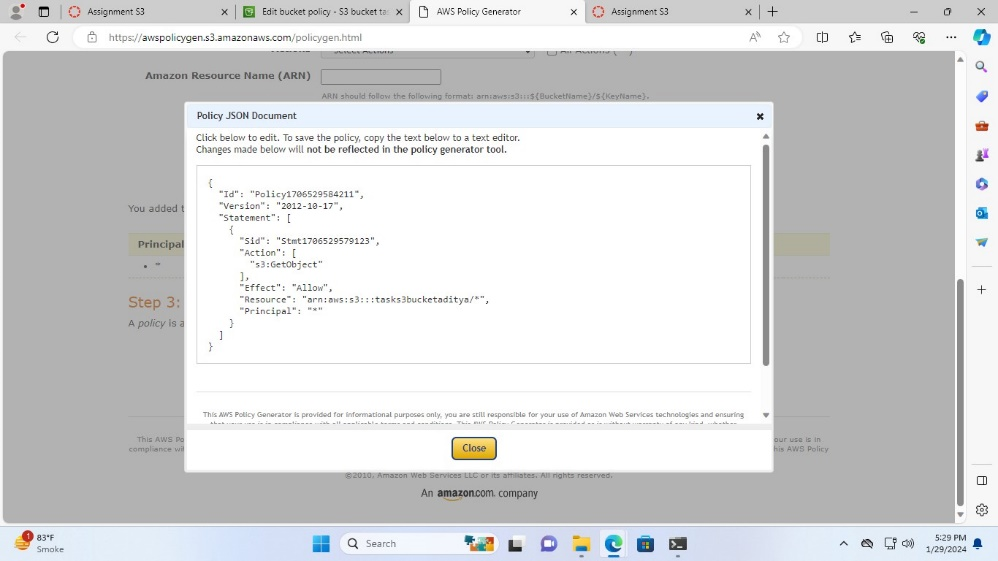 Assignment S3
Edit bucket policy - S3 bucket ta
AWS Policy Generator
Assignment S3
https://awspolicygen.s3.amazonaws.com/policygen.html
Amazon Resource Name (ARN)
ARN should follow the following format: arn:aws:s3:::${BucketName}/${KeyName}.
Policy JSON Document
Click below to edit. To save the policy, copy the text below to a text editor.
Changes made below will not be reflected in the policy generator tool.
{
"Id": "Policy1706529584211",
"Version": "2012-10-17",
"Statement": [
{
"Sid": "Stmt1706529579123",
"Action": [
"s3:GetObject"
],
"Effect": "Allow",
"Resource": "arn:aws:s3:::tasks3bucketaditya/*",
"Principal": "*"
}
]
}
You added t
Principal
Step 3:
A policy is a
This AWS Policy Generator is provided for informational purposes only, you are still responsible for your use of Amazon Web Services technologies and ensuring
Close
This AWS Po
our use is in
compliance wi
his AWS Policy
©2010, Amazon Web Services LLC or its affiliates. All rights reserved.
An amazon.com. company
83°F
Smoke
1
Search
5:29 PM
1/29/2024